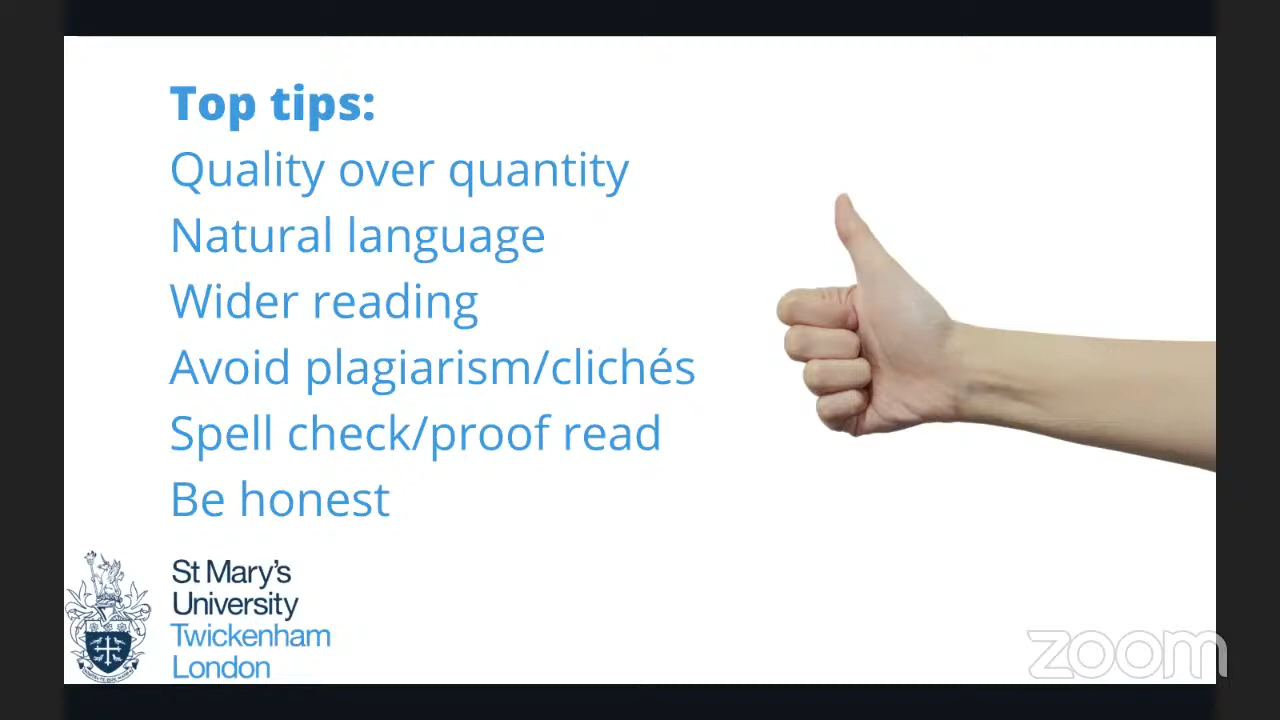 Top tips:
Quality over quantity
Natural language
Wider reading
Avoid plagiarism/clichés
Spell check/proof read
Be honest
St Mary's
University
Twickenham
London
zoom